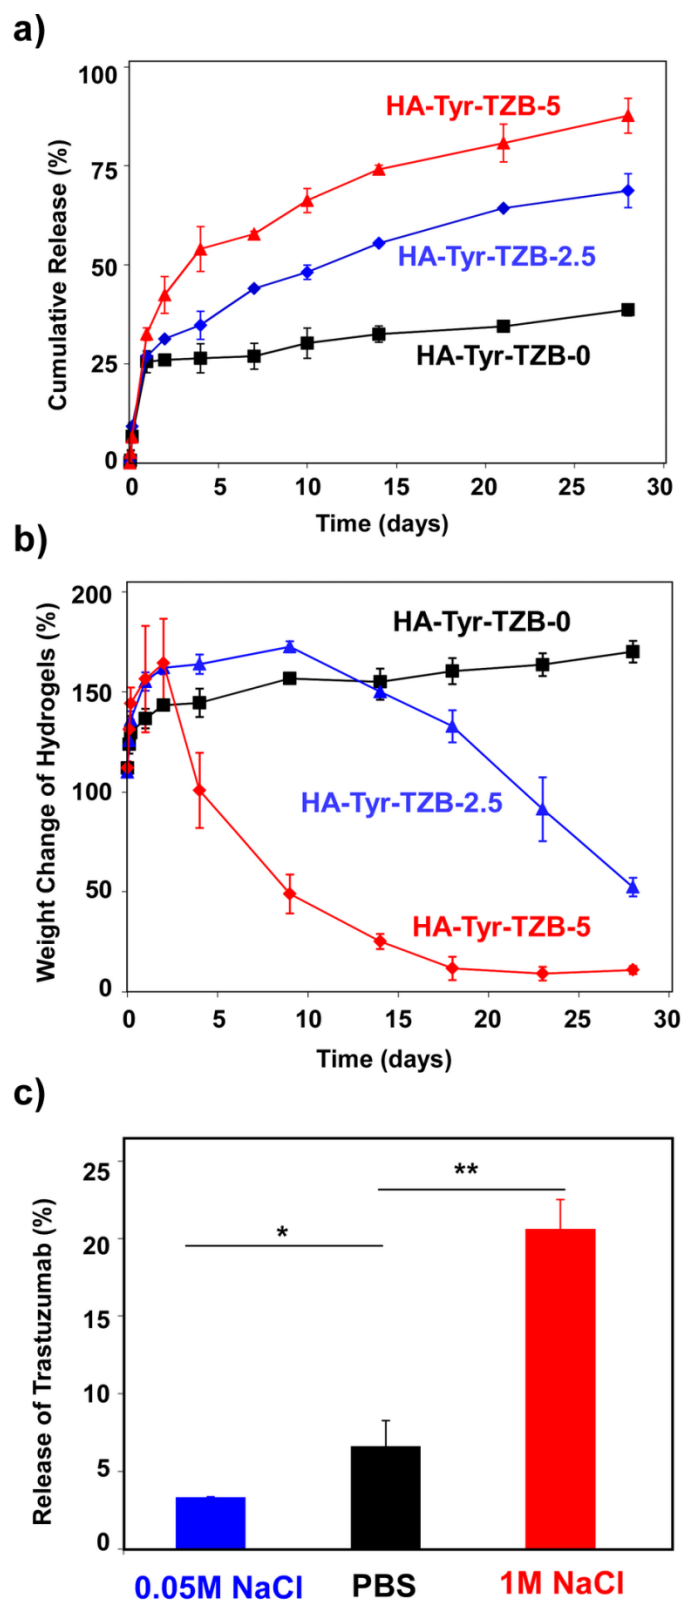 a)
100
75
50
25
0
Cumulative Release (%)
HA-Tyr-TZB-5
HA-Tyr-TZB-2.5
HA-Tyr-TZB-0
0 5 10 15 20 25 30
Time (days)
b)
200
150
100
50
0
Weight Change of Hydrogels (%)
HA-Tyr-TZB-0
HA-Tyr-TZB-2.5
HA-Tyr-TZB-5
0 5 10 15 20 25 30
Time (days)
c)
25
20
15
10
5
0
Release of Trastuzumab (%)
**
*
0.05M NaCl PBS 1M NaCl